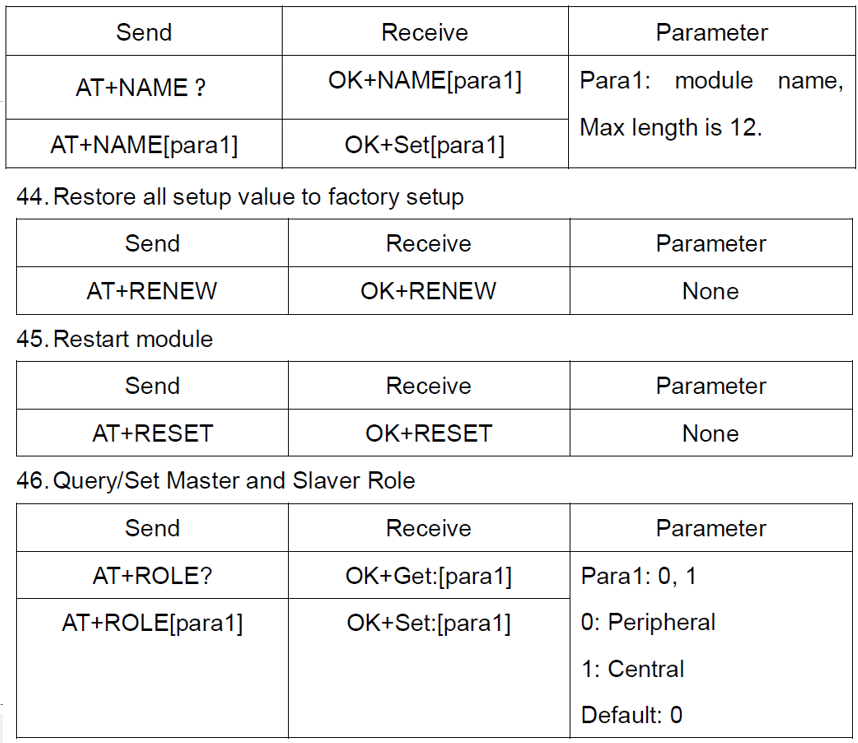 Send Receive Parameter
AT+NAME？ OK+NAME[para1] Para1: module name,
Max length is 12.
AT+NAME[para1] OK+Set[para1]
44. Restore all setup value to factory setup
Send Receive Parameter
AT+RENEW OK+RENEW None
45. Restart module
Send Receive Parameter
AT+RESET OK+RESET None
46. Query/Set Master and Slaver Role
Send Receive Parameter
AT+ROLE? OK+Get:[para1] Para1: 0, 1
AT+ROLE[para1] OK+Set:[para1] 0: Peripheral
1: Central
Default: 0